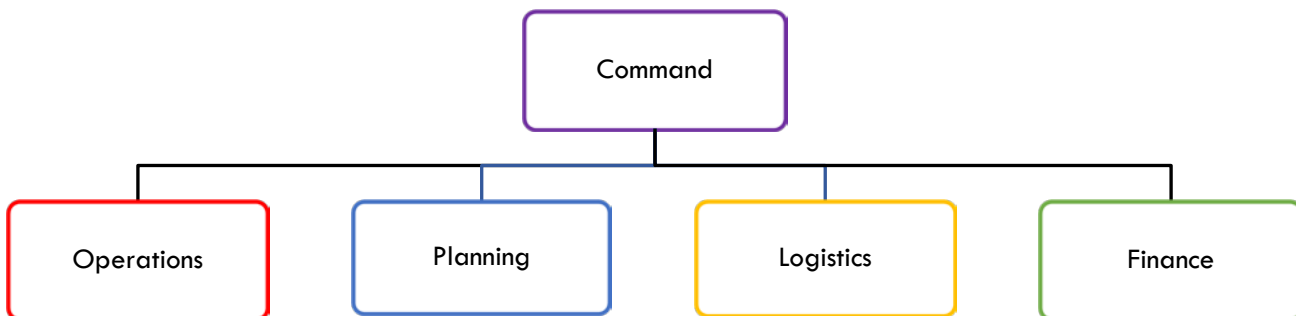 Command
Operations
Planning
Logistics
Finance